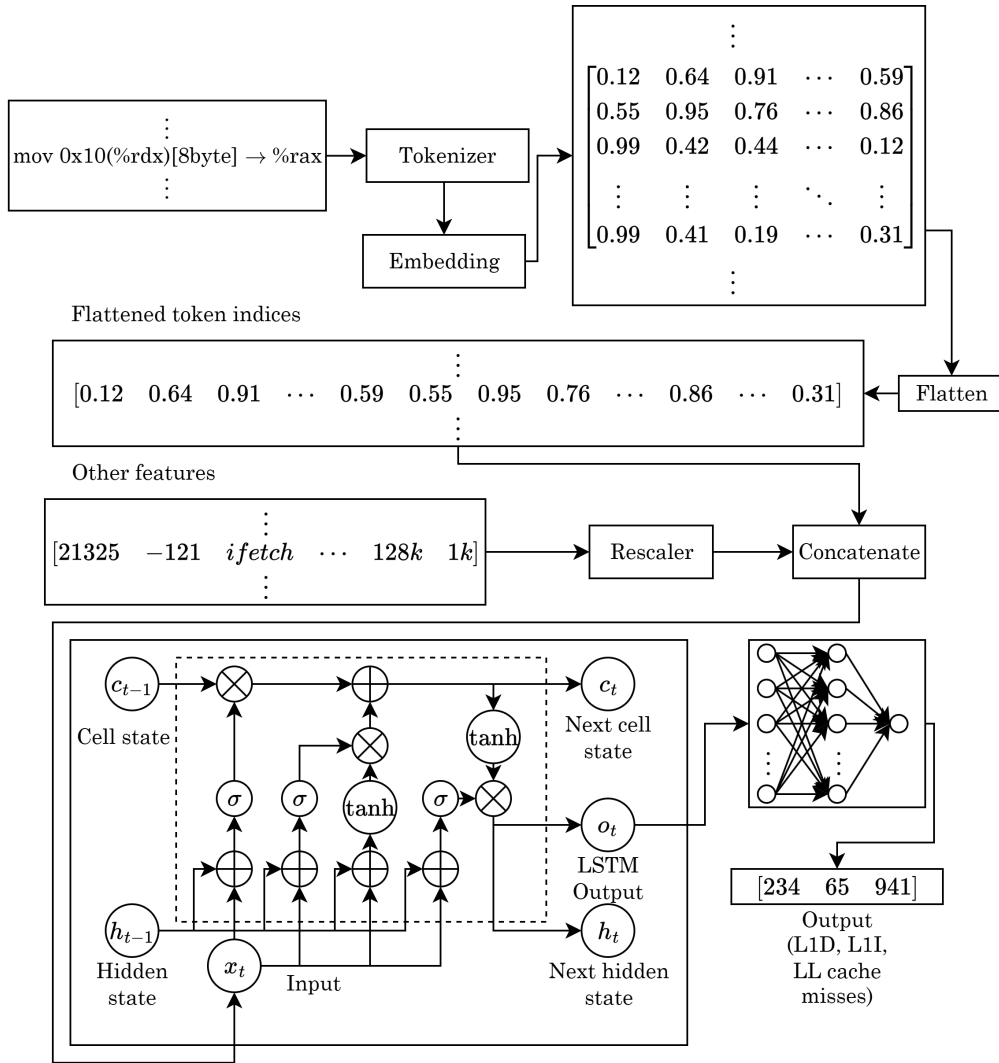 ⋮
mov 0x10(%rdx)[8byte] → %rax
⋮
Tokenizer
Embedding
⋮
0.12 0.64 0.91 ⋯ 0.59
0.55 0.95 0.76 ⋯ 0.86
0.99 0.42 0.44 ⋯ 0.12
⋮ ⋮ ⋮ ⋱ ⋮
0.99 0.41 0.19 ⋯ 0.31
⋮
Flatten
Flattened token indices
⋮
[0.12 0.64 0.91 ⋯ 0.59 0.55 0.95 0.76 ⋯ 0.86 ⋯ 0.31]
⋮
Other features
⋮
[21325 −121 ifetch ⋯ 128k 1k]
⋮
Rescaler
Concatenate
c_{t−1}
Cell state
c_t
Next cell
state
tanh
σ
σ
tanh
σ
o_t
LSTM
Output
h_{t−1}
Hidden
state
x_t
Input
h_t
Next hidden
state
⋮ ⋮
[234 65 941]
Output
(L1D, L1I,
LL cache
misses)